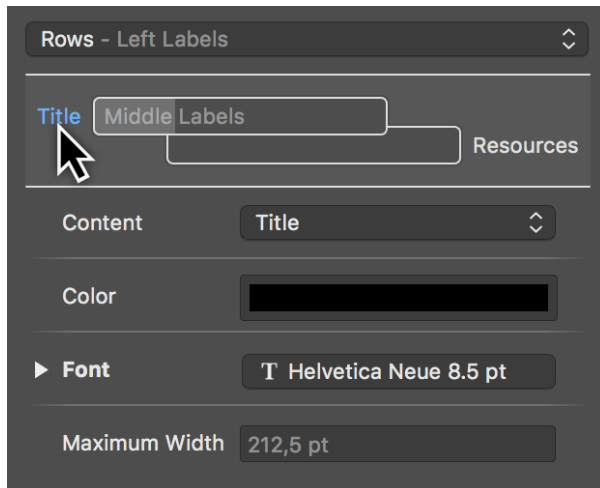 Rows - Left Labels
Title Middle Labels
Resources
Content Title
Color
Font T Helvetica Neue 8.5 pt
Maximum Width 212,5 pt